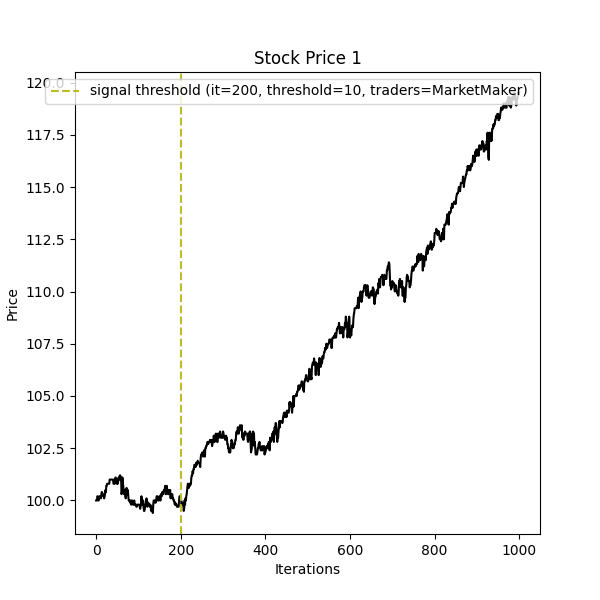 Stock Price 1
signal threshold (it=200, threshold=10, traders=MarketMaker)
120.0
117.5
115.0
112.5
110.0
107.5
105.0
102.5
100.0
Price
0 200 400 600 800 1000
Iterations